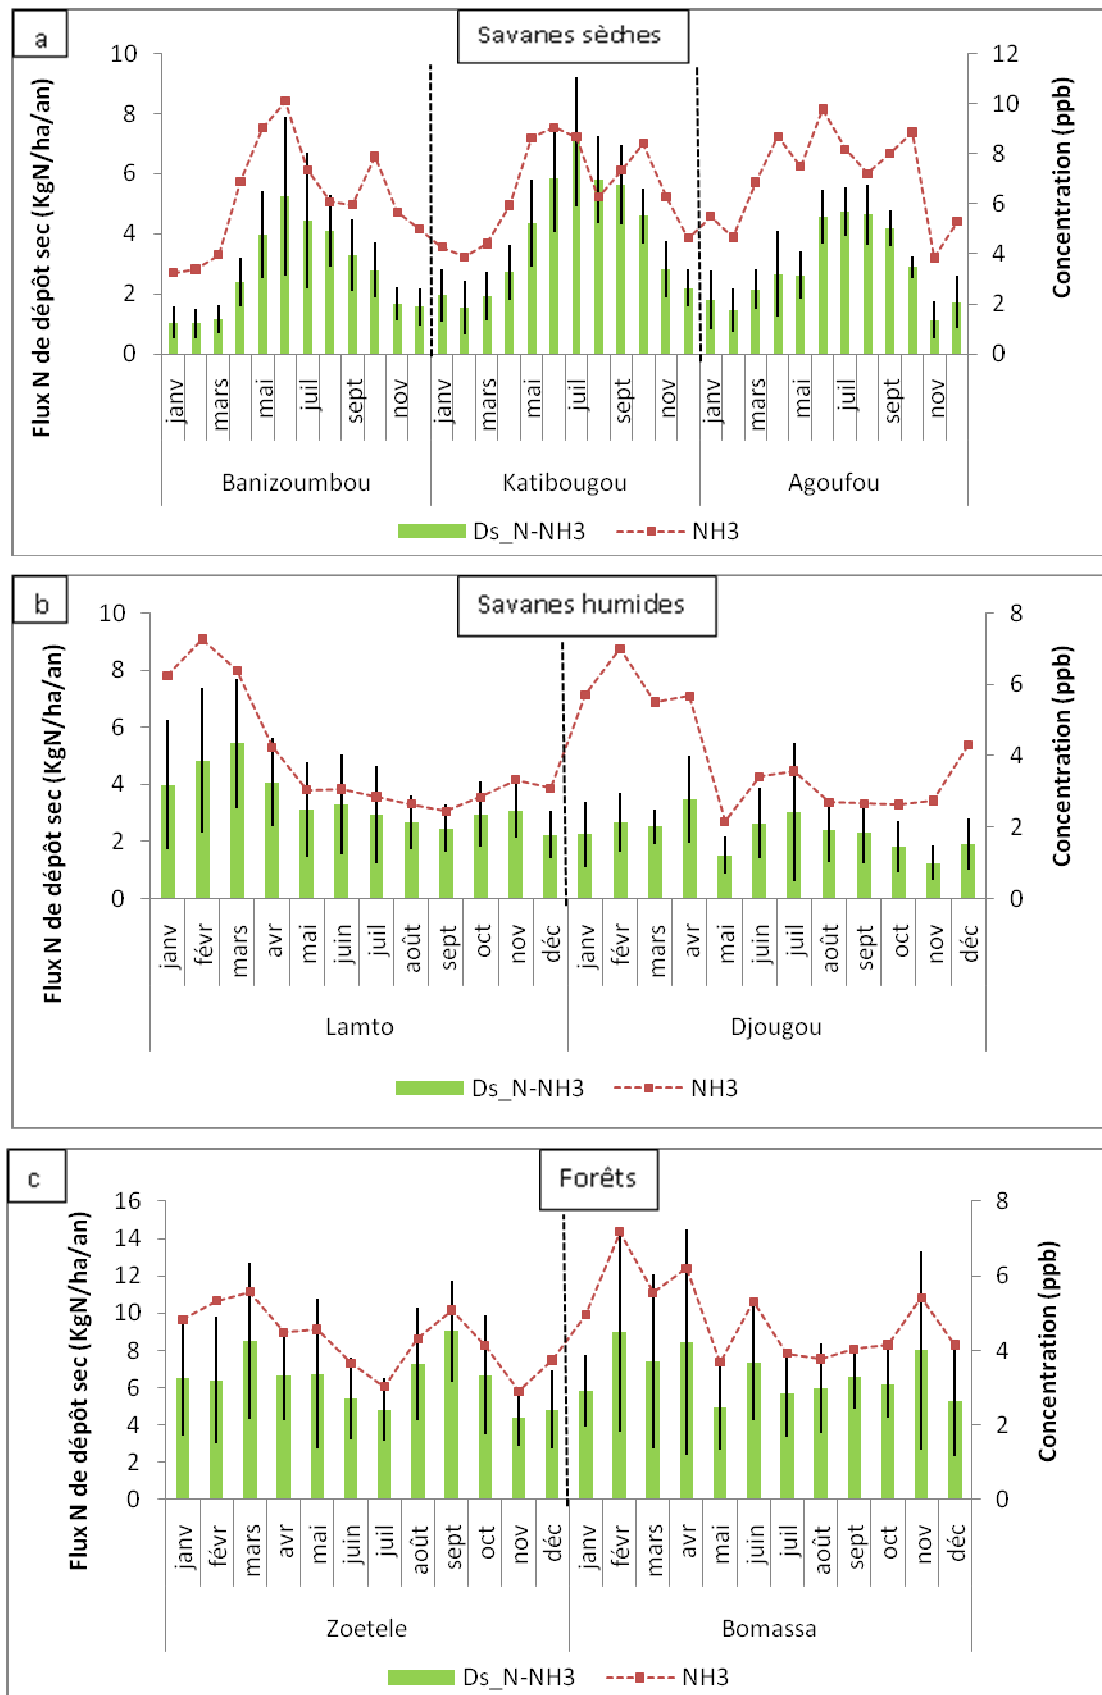 a
Savanes sèches
Flux N de dépôt sec (KgN/ha/an)
10
8
6
4
2
0
12
10
8
6
4
2
0
Concentration (ppb)
janv
mars
mai
juil
sept
nov
janv
mars
mai
juil
sept
nov
janv
mars
mai
juil
sept
nov
Banizoumbou
Katibougou
Agoufou
Ds_N-NH3
NH3
b
Savanes humides
Flux N de dépôt sec (KgN/ha/an)
10
8
6
4
2
0
8
6
4
2
0
Concentration (ppb)
janv
févr
mars
avr
mai
juin
juil
août
sept
oct
nov
déc
janv
févr
mars
avr
mai
juin
juil
août
sept
oct
nov
déc
Lamto
Djougou
Ds_N-NH3
NH3
c
Forêts
Flux N de dépôt sec (KgN/ha/an)
16
14
12
10
8
6
4
2
0
8
6
4
2
0
Concentration (ppb)
janv
févr
mars
avr
mai
juin
juil
août
sept
oct
nov
déc
janv
févr
mars
avr
mai
juin
juil
août
sept
oct
nov
déc
Zoetele
Bomassa
Ds_N-NH3
NH3